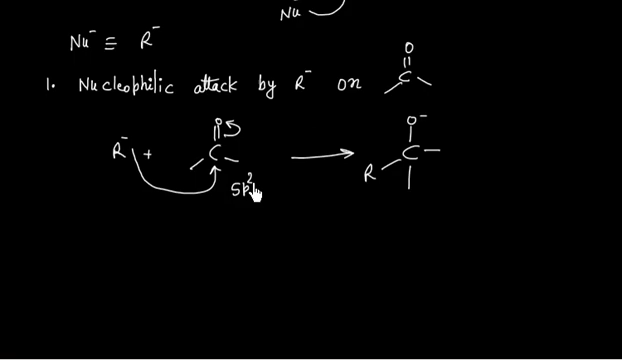 Nu⁻
Nu⁻ ≡ R⁻
1. Nucleophilic attack by R⁻ on C O
R⁻ + C O → R C O⁻
SP²